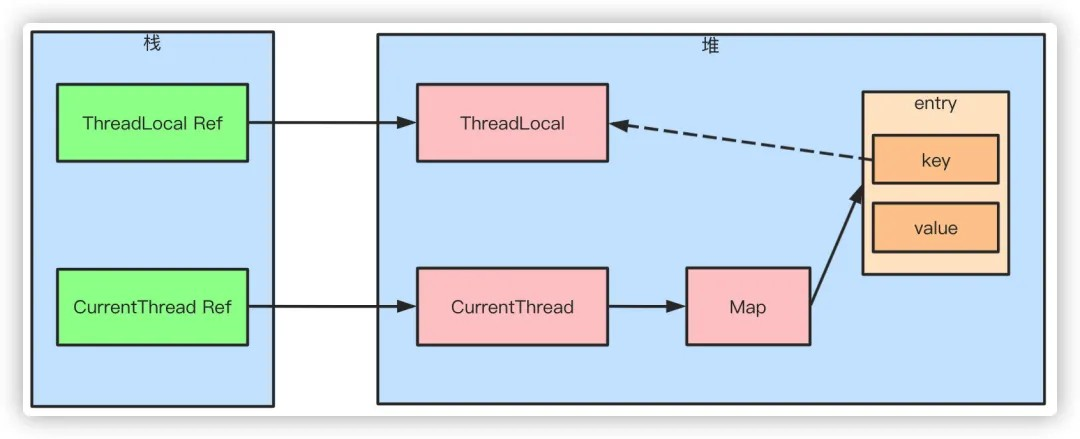 栈
堆
ThreadLocal Ref
ThreadLocal
entry
key
value
CurrentThread Ref
CurrentThread
Map